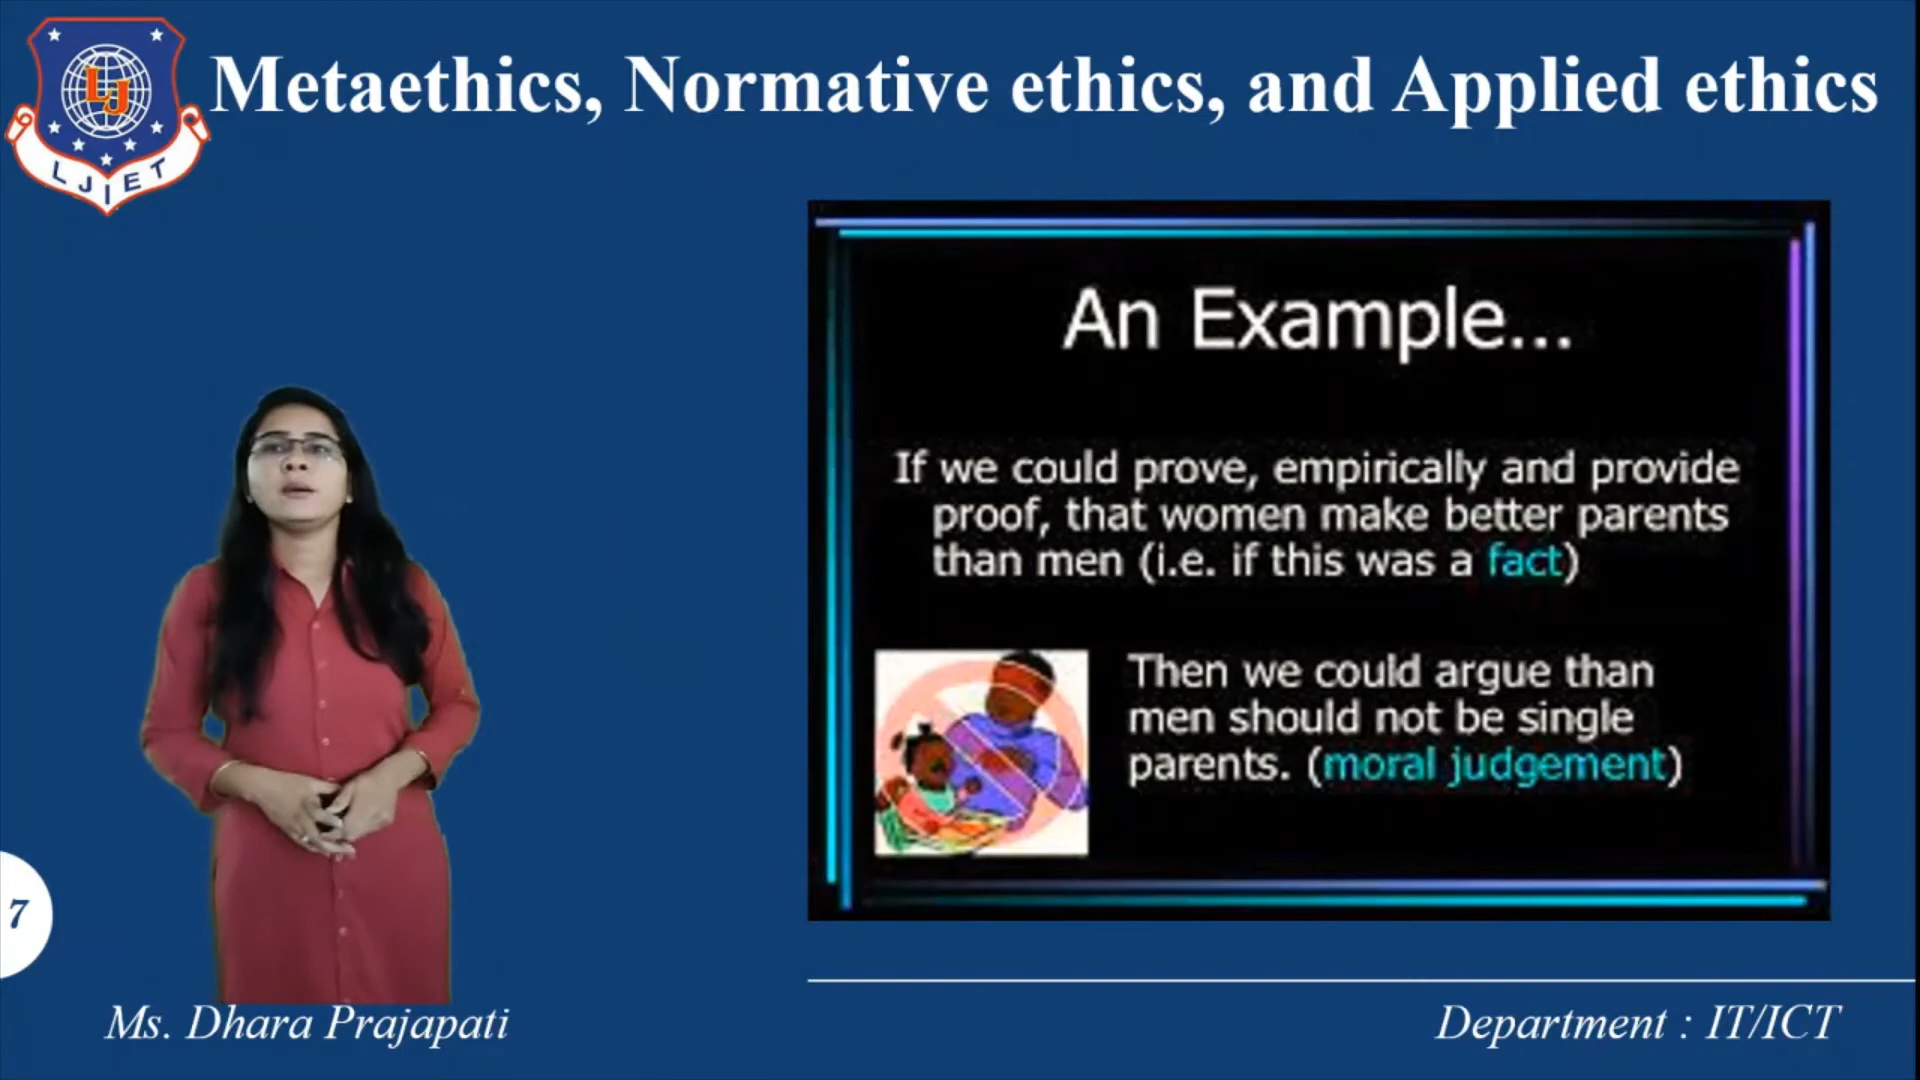 Metaethics, Normative ethics, and Applied ethics
LJ
LJIET
An Example...
If we could prove, empirically and provide
proof, that women make better parents
than men (i.e. if this was a fact)
Then we could argue than
men should not be single
parents. (moral judgement)
7
Ms. Dhara Prajapati
Department : IT/ICT